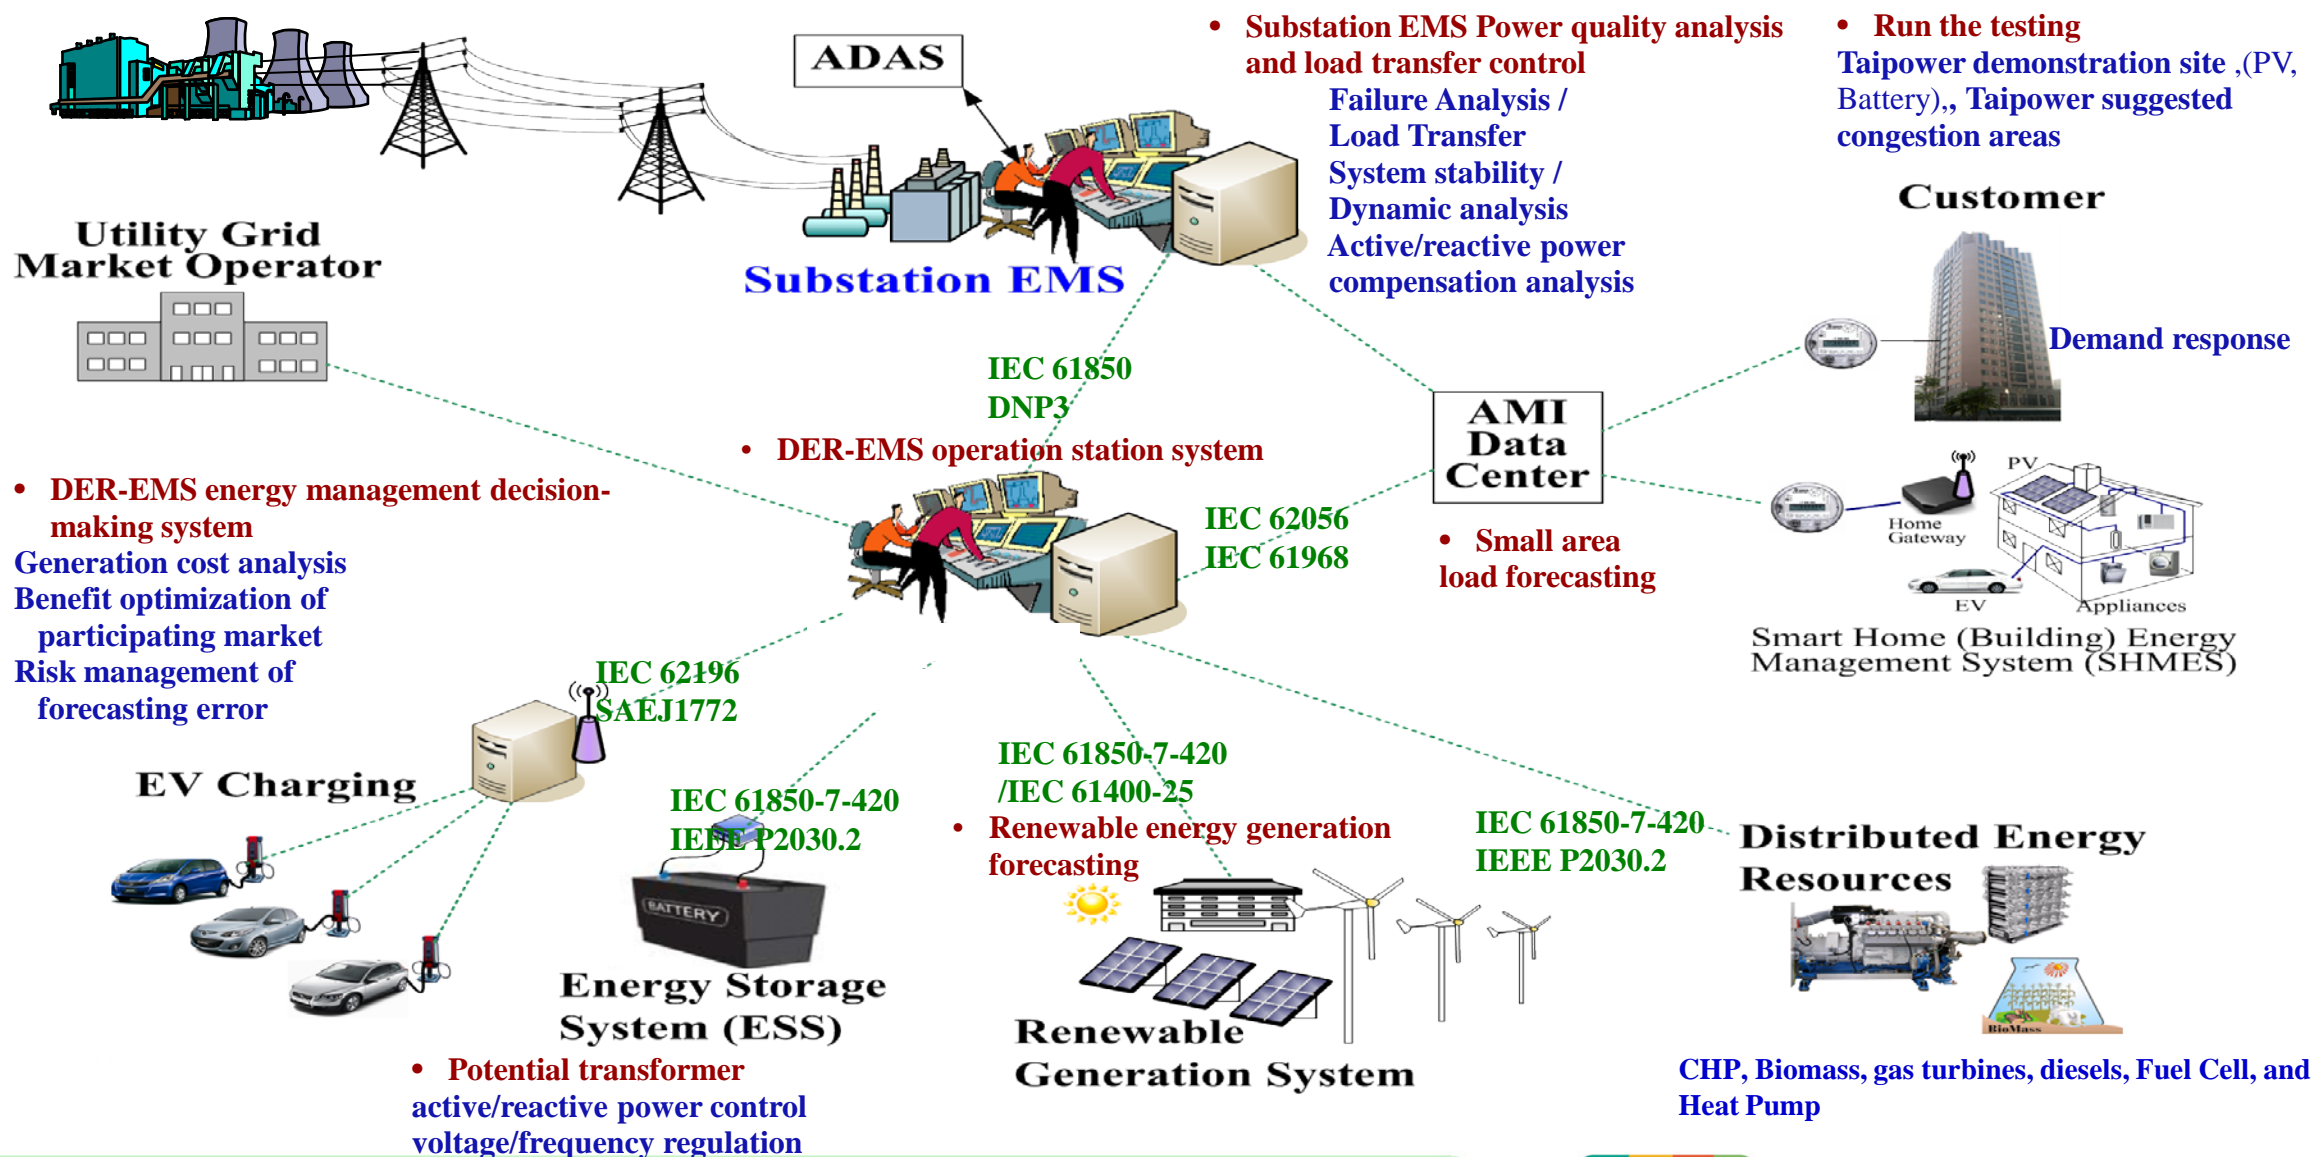 ADAS
• Substation EMS Power quality analysis
and load transfer control
Failure Analysis /
Load Transfer
System stability /
Dynamic analysis
Active/reactive power
compensation analysis
• Run the testing
Taipower demonstration site ,(PV,
Battery),, Taipower suggested
congestion areas
Customer
Demand response
Utility Grid
Market Operator
Substation EMS
IEC 61850
DNP3
• DER-EMS operation station system
AMI
Data
Center
IEC 62056
IEC 61968
• Small area
load forecasting
PV
Home
Gateway
EV
Appliances
Smart Home (Building) Energy
Management System (SHMES)
• DER-EMS energy management decision-
making system
Generation cost analysis
Benefit optimization of
participating market
Risk management of
forecasting error
IEC 62196
SAEJ1772
EV Charging
IEC 61850-7-420
IEEE P2030.2
BATTERY
Energy Storage
System (ESS)
• Potential transformer
active/reactive power control
voltage/frequency regulation
IEC 61850-7-420
/IEC 61400-25
• Renewable energy generation
forecasting
Renewable
Generation System
IEC 61850-7-420
IEEE P2030.2
Distributed Energy
Resources
BioMass
CHP, Biomass, gas turbines, diesels, Fuel Cell, and
Heat Pump